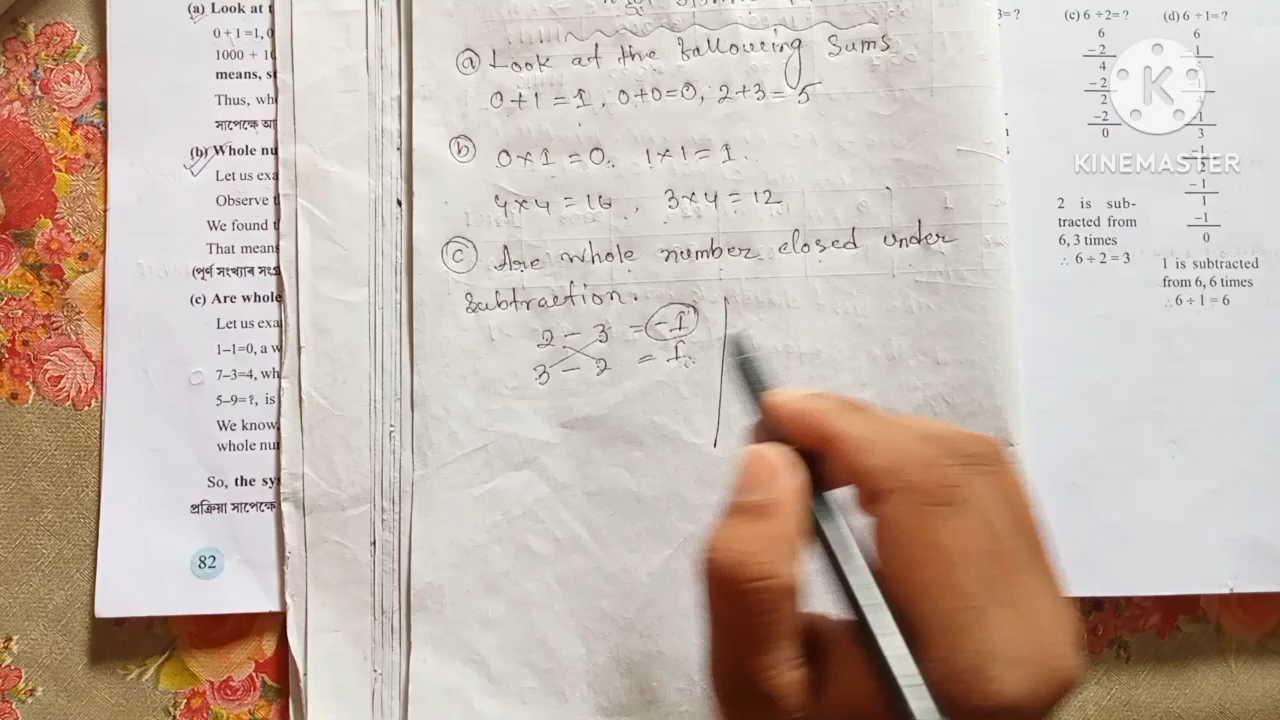 (a) Look at t
0+1=1, 0
1000 + 10
means, s
Thus, wh
সাপেক্ষে আ
(b) Whole nu
Let us exa
Observe t
We found t
That means
(পূৰ্ণ সংখ্যাৰ সংও
(c) Are whole
Let us exa
1–1=0, a w
7–3=4, wh
5–9=?, is
We know
whole nur
So, the sy
প্ৰক্ৰিয়া সাপেক্ষে
82
(a) Look at the following sums
0+1=1, 0+0=0, 2+3=5
(b) 0×1=0. 1×1=1.
4×4=16, 3×4=12
(c) Are whole number closed under
subtraction.
2-3=-1
3-2=1
3=?
(c) 6 ÷2= ?
6
–2
4
–2
2
–2
0
2 is sub-
tracted from
6, 3 times
∴ 6 ÷ 2 = 3
(d) 6 ÷1= ?
6
1
–1
3
–1
2
–1
1
–1
0
1 is subtracted
from 6, 6 times
∴ 6 ÷ 1 = 6
K
KINEMASTER